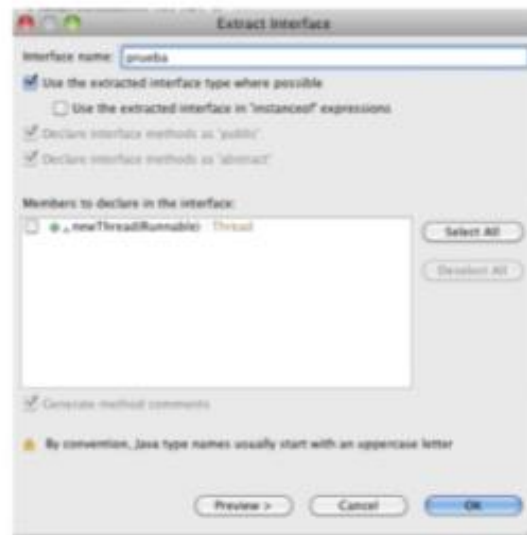 Extract Interface
Interface name: prueba
Use the extracted interface type where possible
Use the extracted interface in 'instanceof' expressions
Declare interface methods as 'public'
Declare interface methods as 'abstract'
Members to declare in the interface:
newThread(Runnable) Thread
Select All
Deselect All
Generate method comments
By convention, Java type names usually start with an uppercase letter
Preview >
Cancel
OK